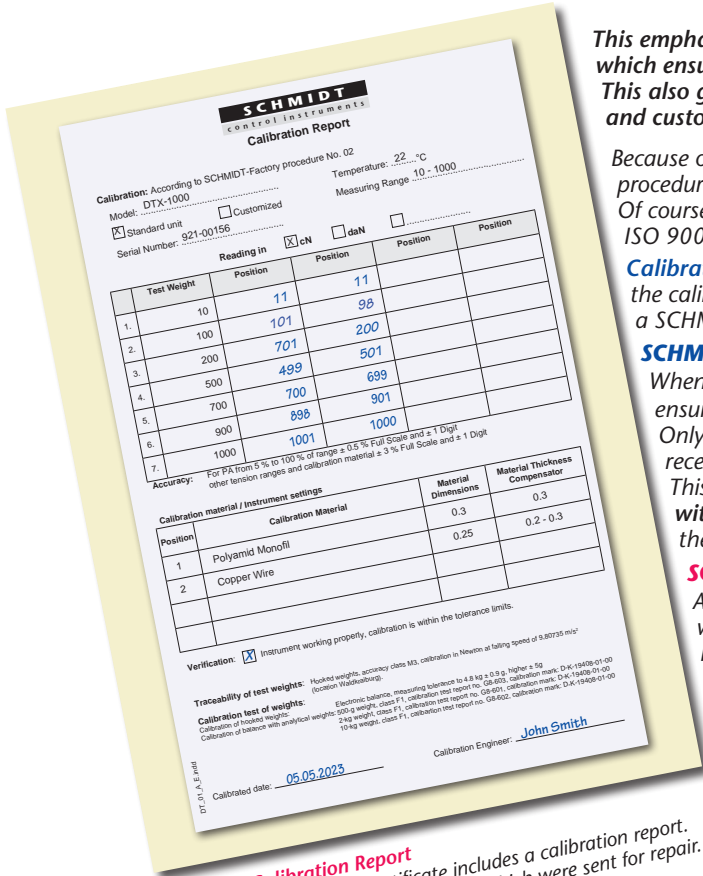 SCHMIDT
control instruments
Calibration Report
Calibration: According to SCHMIDT-Factory procedure No. 02
Model: DTX-1000 Temperature: 22 °C
X Standard unit Customized Measuring Range 10 - 1000
Serial Number: 921-00156
Reading in X cN daN
Test Weight Position Position Position Position
1. 10 11 11
2. 100 101 98
3. 200 701 200
4. 500 499 501
5. 700 700 699
6. 900 898 901
7. 1000 1001 1000
Accuracy: For PA from 5 % to 100 % of range ± 0.5 % Full Scale and ± 1 Digit
other tension ranges and calibration material ± 3 % Full Scale and ± 1 Digit
Calibration material / Instrument settings
Position Calibration Material Material Dimensions Material Thickness Compensator
1 Polyamid Monofil 0.3 0.3
2 Copper Wire 0.25 0.2 - 0.3
Verification: X Instrument working properly, calibration is within the tolerance limits.
Traceability of test weights: Hooked weights, accuracy class M3, calibration in Newton at falling speed of 9,80735 m/s²
(location Waldkraiburg).
Calibration test of weights:
Calibration of hooked weights: Electronic balance, measuring tolerance to 4.8 kg ± 0.9 g, higher ± 5g
Calibration of balance with analytical weights: 500-g weight, class F1, calibration test report no. G8-603, calibration mark: D-K-19408-01-00
2-kg weight, class F1, calibration test report no. G8-601, calibration mark: D-K-19408-01-00
10-kg weight, class F1, calibration test report no. G8-602, calibration mark: D-K-19408-01-00
Calibrated date: 05.05.2023 Calibration Engineer: John Smith
DT_01_A_E.indd
This empha
which ensu
This also g
and custo
Because o
procedur
Of course
ISO 900
Calibra
the calib
a SCHM
SCHM
When
ensur
Only
rece
This
with
the
SC
A
libration Report
ificate includes a calibration report.
ich were sent for repair.